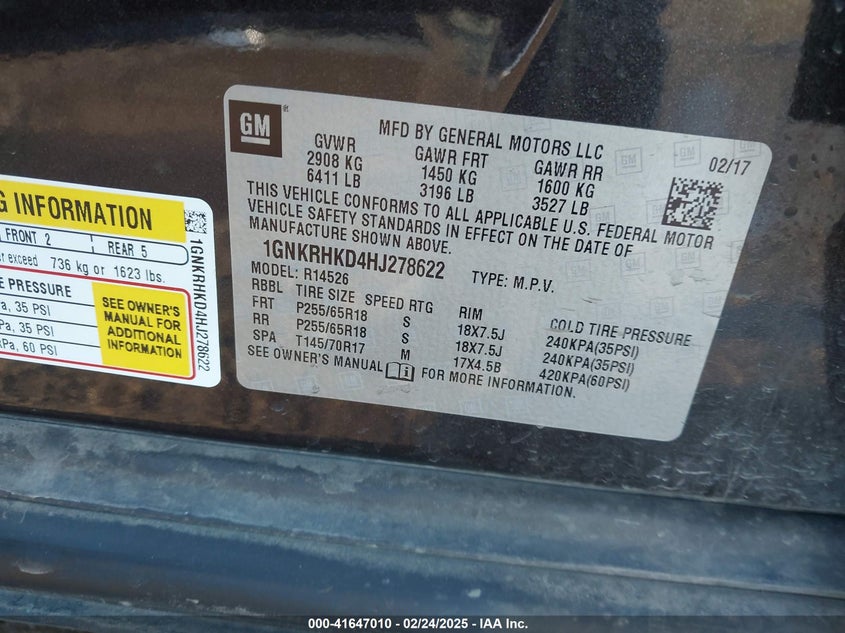 G INFORMATION
FRONT 2 REAR 5
exceed 736 kg or 1623 lbs.
PRESSURE
35 PSI
35 PSI
60 PSI
SEE OWNER'S
MANUAL FOR
ADDITIONAL
INFORMATION
1GNKRHKD4HJ278622
GM
®
MFD BY GENERAL MOTORS LLC
02/17
GVWR GAWR FRT GAWR RR
2908 KG 1450 KG 1600 KG
6411 LB 3196 LB 3527 LB
THIS VEHICLE CONFORMS TO ALL APPLICABLE U.S. FEDERAL MOTOR
VEHICLE SAFETY STANDARDS IN EFFECT ON THE DATE OF
MANUFACTURE SHOWN ABOVE.
1GNKRHKD4HJ278622
MODEL: R14526 TYPE: M.P.V.
RBBL TIRE SIZE SPEED RTG RIM COLD TIRE PRESSURE
FRT P255/65R18 S 18X7.5J 240KPA(35PSI)
RR P255/65R18 S 18X7.5J 240KPA(35PSI)
SPA T145/70R17 M 17X4.5B 420KPA(60PSI)
SEE OWNER'S MANUAL FOR MORE INFORMATION.
000-41647010 - 02/24/2025 - IAA Inc.